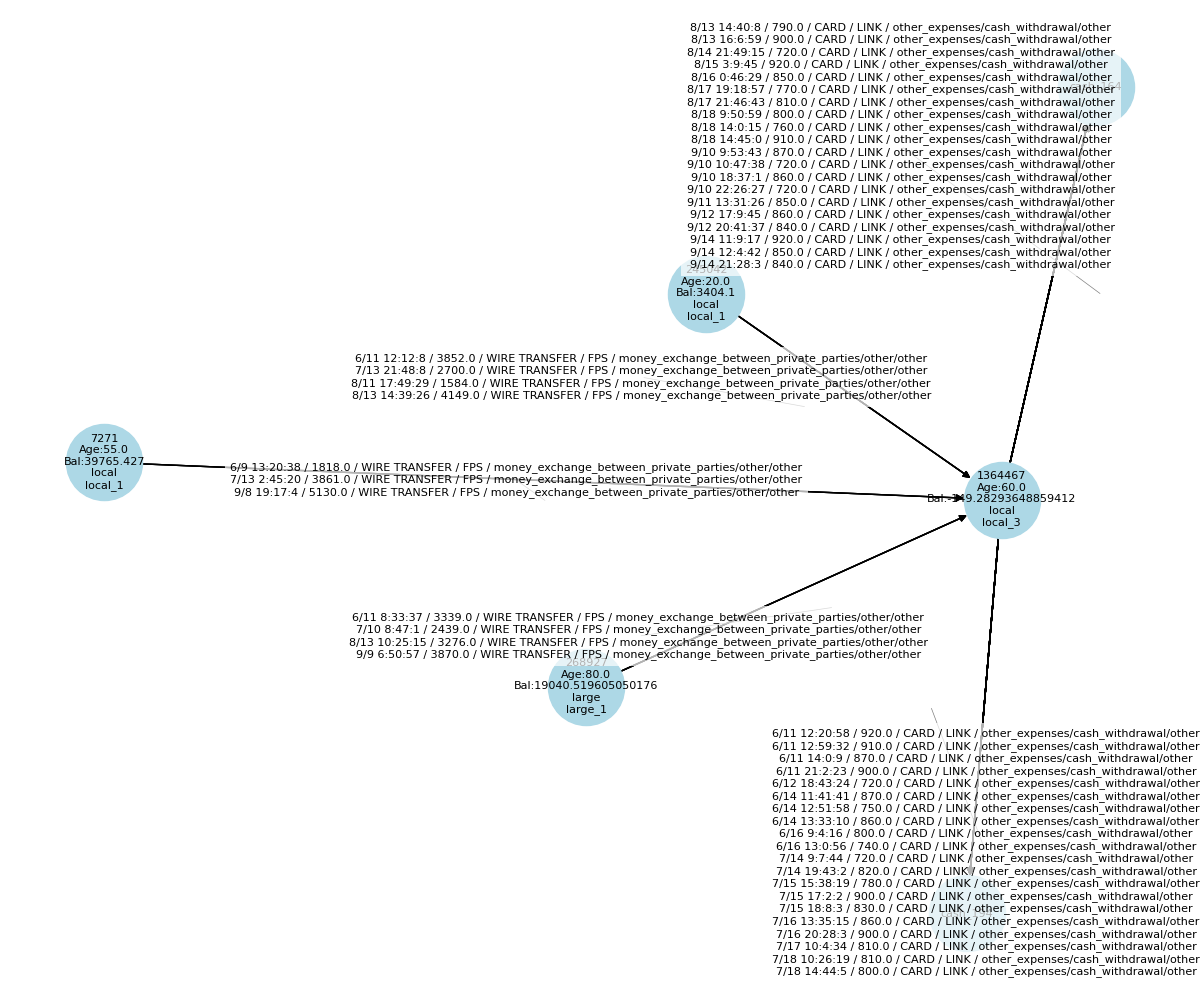 8/13 14:40:8 / 790.0 / CARD / LINK / other_expenses/cash_withdrawal/other
8/13 16:6:59 / 900.0 / CARD / LINK / other_expenses/cash_withdrawal/other
8/14 21:49:15 / 720.0 / CARD / LINK / other_expenses/cash_withdrawal/other
8/15 3:9:45 / 920.0 / CARD / LINK / other_expenses/cash_withdrawal/other
8/16 0:46:29 / 850.0 / CARD / LINK / other_expenses/cash_withdrawal/other
8/17 19:18:57 / 770.0 / CARD / LINK / other_expenses/cash_withdrawal/other
8/17 21:46:43 / 810.0 / CARD / LINK / other_expenses/cash_withdrawal/other
8/18 9:50:59 / 800.0 / CARD / LINK / other_expenses/cash_withdrawal/other
8/18 14:0:15 / 760.0 / CARD / LINK / other_expenses/cash_withdrawal/other
8/18 14:45:0 / 910.0 / CARD / LINK / other_expenses/cash_withdrawal/other
9/10 9:53:43 / 870.0 / CARD / LINK / other_expenses/cash_withdrawal/other
9/10 10:47:38 / 720.0 / CARD / LINK / other_expenses/cash_withdrawal/other
9/10 18:37:1 / 860.0 / CARD / LINK / other_expenses/cash_withdrawal/other
9/10 22:26:27 / 720.0 / CARD / LINK / other_expenses/cash_withdrawal/other
9/11 13:31:26 / 850.0 / CARD / LINK / other_expenses/cash_withdrawal/other
9/12 17:9:45 / 860.0 / CARD / LINK / other_expenses/cash_withdrawal/other
9/12 20:41:37 / 840.0 / CARD / LINK / other_expenses/cash_withdrawal/other
9/14 11:9:17 / 920.0 / CARD / LINK / other_expenses/cash_withdrawal/other
9/14 12:4:42 / 850.0 / CARD / LINK / other_expenses/cash_withdrawal/other
9/14 21:28:3 / 840.0 / CARD / LINK / other_expenses/cash_withdrawal/other
Age:20.0
Bal:3404.1
local
local_1
6/11 12:12:8 / 3852.0 / WIRE TRANSFER / FPS / money_exchange_between_private_parties/other/other
7/13 21:48:8 / 2700.0 / WIRE TRANSFER / FPS / money_exchange_between_private_parties/other/other
8/11 17:49:29 / 1584.0 / WIRE TRANSFER / FPS / money_exchange_between_private_parties/other/other
8/13 14:39:26 / 4149.0 / WIRE TRANSFER / FPS / money_exchange_between_private_parties/other/other
7271
Age:55.0
Bal:39765.427
local
local_1
6/9 13:20:38 / 1818.0 / WIRE TRANSFER / FPS / money_exchange_between_private_parties/other/other
7/13 2:45:20 / 3861.0 / WIRE TRANSFER / FPS / money_exchange_between_private_parties/other/other
9/8 19:17:4 / 5130.0 / WIRE TRANSFER / FPS / money_exchange_between_private_parties/other/other
1364467
Age:60.0
local
local_3
6/11 8:33:37 / 3339.0 / WIRE TRANSFER / FPS / money_exchange_between_private_parties/other/other
7/10 8:47:1 / 2439.0 / WIRE TRANSFER / FPS / money_exchange_between_private_parties/other/other
8/13 10:25:15 / 3276.0 / WIRE TRANSFER / FPS / money_exchange_between_private_parties/other/other
9/9 6:50:57 / 3870.0 / WIRE TRANSFER / FPS / money_exchange_between_private_parties/other/other
Age:80.0
Bal:19040.519605050176
large
large_1
6/11 12:20:58 / 920.0 / CARD / LINK / other_expenses/cash_withdrawal/other
6/11 12:59:32 / 910.0 / CARD / LINK / other_expenses/cash_withdrawal/other
6/11 14:0:9 / 870.0 / CARD / LINK / other_expenses/cash_withdrawal/other
6/11 21:2:23 / 900.0 / CARD / LINK / other_expenses/cash_withdrawal/other
6/12 18:43:24 / 720.0 / CARD / LINK / other_expenses/cash_withdrawal/other
6/14 11:41:41 / 870.0 / CARD / LINK / other_expenses/cash_withdrawal/other
6/14 12:51:58 / 750.0 / CARD / LINK / other_expenses/cash_withdrawal/other
6/14 13:33:10 / 860.0 / CARD / LINK / other_expenses/cash_withdrawal/other
6/16 9:4:16 / 800.0 / CARD / LINK / other_expenses/cash_withdrawal/other
6/16 13:0:56 / 740.0 / CARD / LINK / other_expenses/cash_withdrawal/other
7/14 9:7:44 / 720.0 / CARD / LINK / other_expenses/cash_withdrawal/other
7/14 19:43:2 / 820.0 / CARD / LINK / other_expenses/cash_withdrawal/other
7/15 15:38:19 / 780.0 / CARD / LINK / other_expenses/cash_withdrawal/other
7/15 17:2:2 / 900.0 / CARD / LINK / other_expenses/cash_withdrawal/other
7/15 18:8:3 / 830.0 / CARD / LINK / other_expenses/cash_withdrawal/other
7/16 13:35:15 / 860.0 / CARD / LINK / other_expenses/cash_withdrawal/other
7/16 20:28:3 / 900.0 / CARD / LINK / other_expenses/cash_withdrawal/other
7/17 10:4:34 / 810.0 / CARD / LINK / other_expenses/cash_withdrawal/other
7/18 10:26:19 / 810.0 / CARD / LINK / other_expenses/cash_withdrawal/other
7/18 14:44:5 / 800.0 / CARD / LINK / other_expenses/cash_withdrawal/other